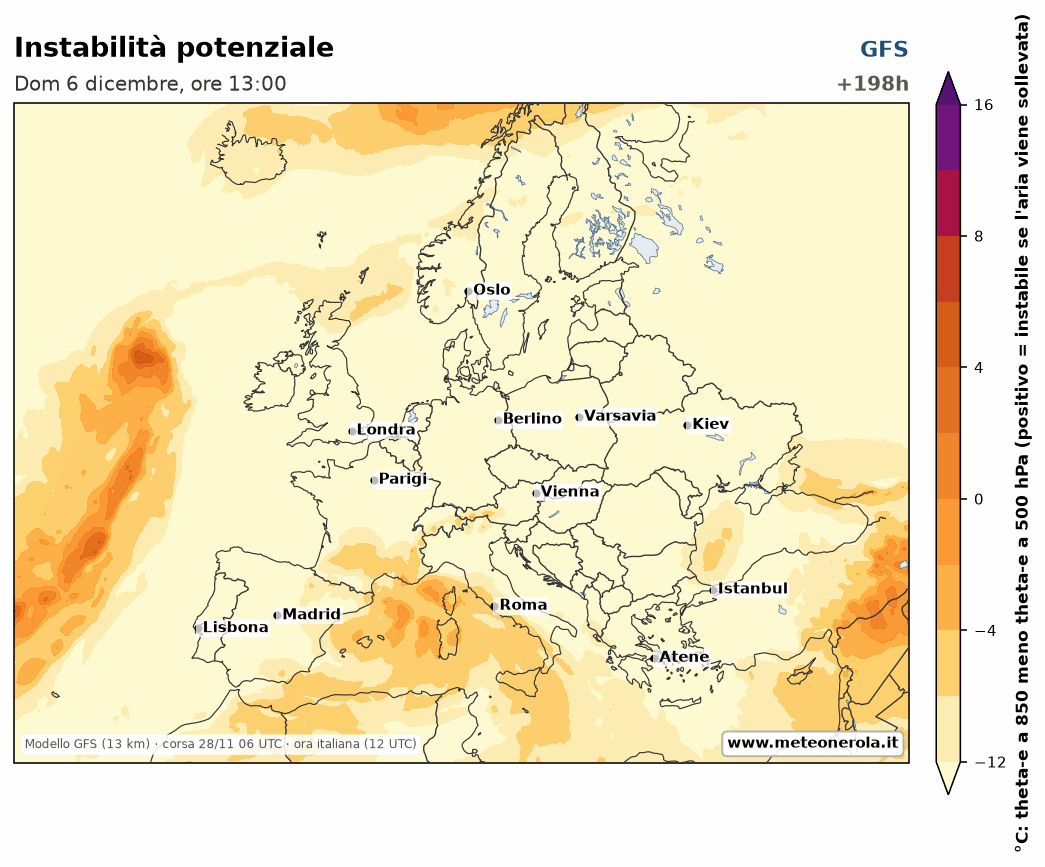 Instabilità potenziale
GFS
Dom 6 dicembre, ore 13:00
+198h
Oslo
Berlino
Varsavia
Kiev
Londra
Parigi
Vienna
Istanbul
Roma
Madrid
Lisbona
Atene
Modello GFS (13 km) · corsa 28/11 06 UTC · ora italiana (12 UTC)
www.meteonerola.it
16
8
4
0
−4
−12
°C: theta-e a 850 meno theta-e a 500 hPa (positivo = instabile se l'aria viene sollevata)